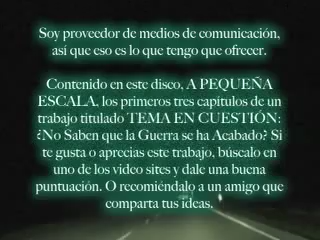 Soy proveedor de medios de comunicación,
así que eso es lo que tengo que ofrecer.
Contenido en este disco, A PEQUEÑA
ESCALA, los primeros tres capítulos de un
trabajo titulado TEMA EN CUESTIÓN:
¿No Saben que la Guerra se ha Acabado? Si
te gusta o aprecias este trabajo, búscalo en
uno de los video sites y dale una buena
puntuación. O recomiéndalo a un amigo que
comparta tus ideas.